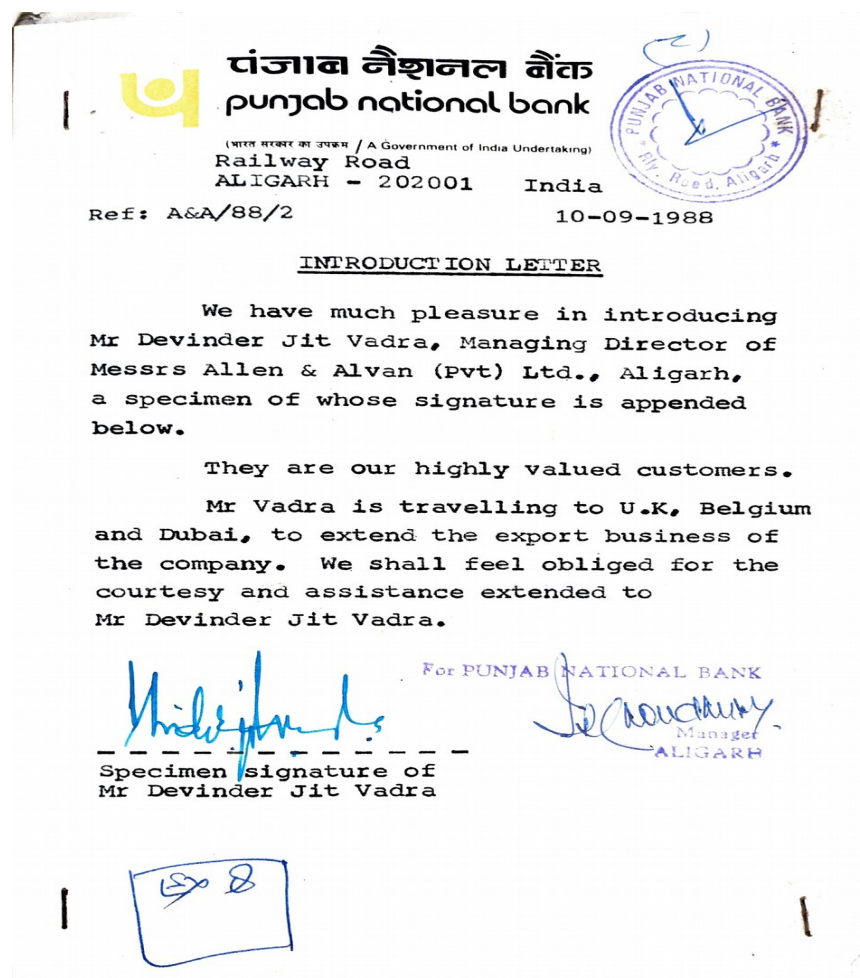 पंजाब नैशनल बैंक
punjab national bank
(भारत सरकार का उपक्रम / A Government of India Undertaking)
Railway Road
ALIGARH - 202001 India
PUNJAB NATIONAL BANK
* Rly. Road, Aligarh *
Ref: A&A/88/2 10-09-1988
INTRODUCTION LETTER
We have much pleasure in introducing
Mr Devinder Jit Vadra, Managing Director of
Messrs Allen & Alvan (Pvt) Ltd., Aligarh,
a specimen of whose signature is appended
below.
They are our highly valued customers.
Mr Vadra is travelling to U.K, Belgium
and Dubai, to extend the export business of
the company. We shall feel obliged for the
courtesy and assistance extended to
Mr Devinder Jit Vadra.
For PUNJAB NATIONAL BANK
Manager
ALIGARH
Specimen signature of
Mr Devinder Jit Vadra